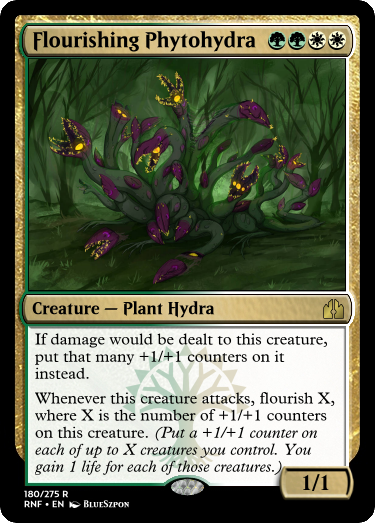 Flourishing Phytohydra
Creature — Plant Hydra
If damage would be dealt to this creature,
put that many +1/+1 counters on it
instead.
Whenever this creature attacks, flourish X,
where X is the number of +1/+1 counters
on this creature. (Put a +1/+1 counter on
each of up to X creatures you control. You
gain 1 life for each of those creatures.)
1/1
180/275 R
RNF • EN BlueSzpon